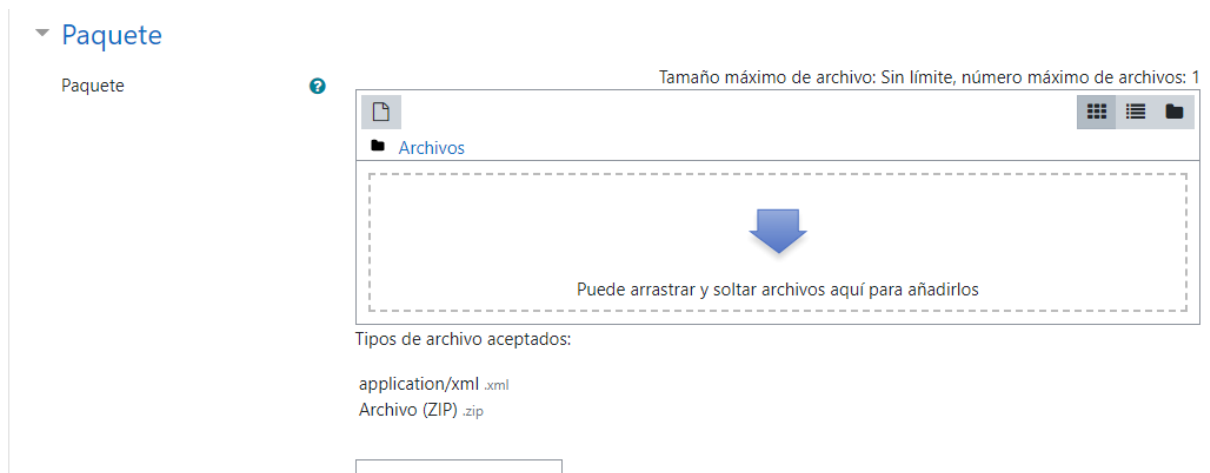 Paquete
Paquete
Tamaño máximo de archivo: Sin límite, número máximo de archivos: 1
Archivos
Puede arrastrar y soltar archivos aquí para añadirlos
Tipos de archivo aceptados:
application/xml .xml
Archivo (ZIP) .zip